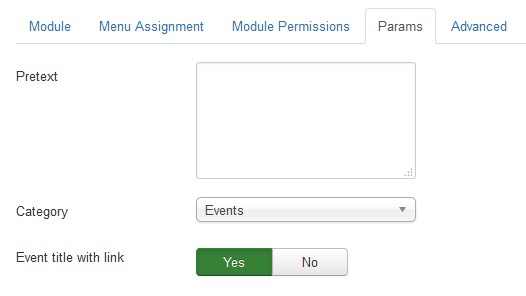 Module Menu Assignment Module Permissions Params Advanced
Pretext
Category Events
Event title with link Yes No